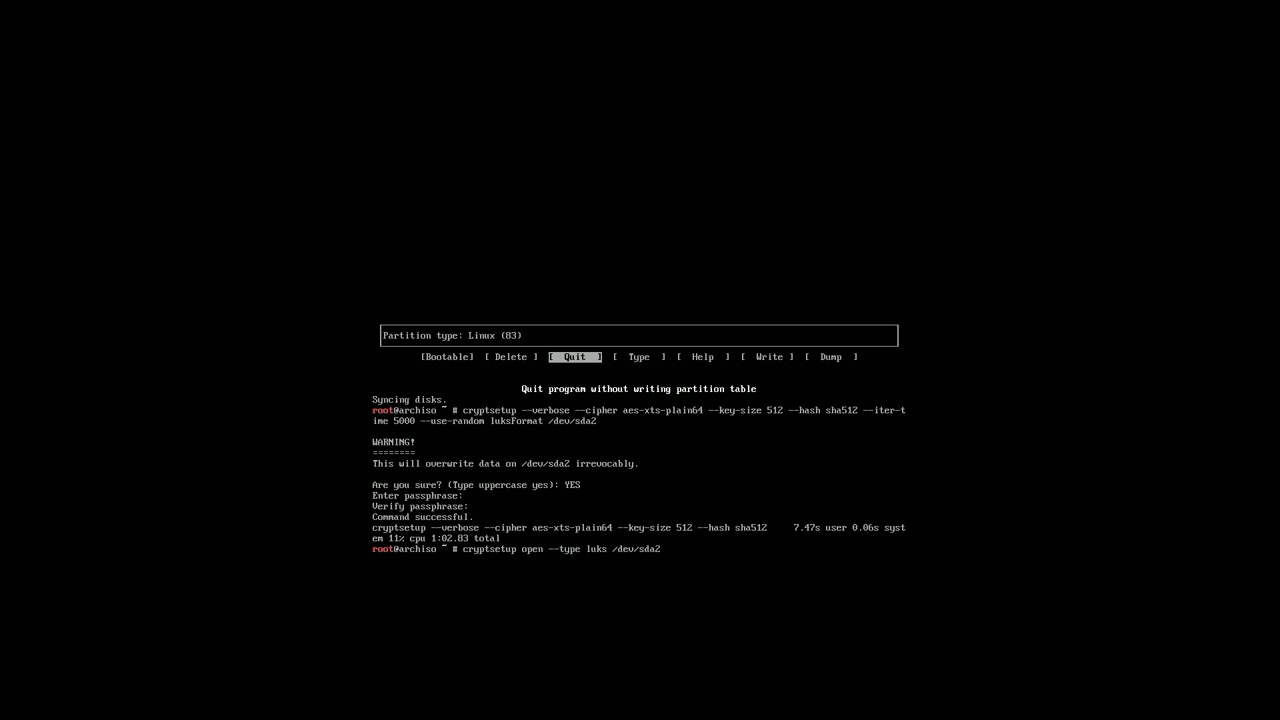 Partition type: Linux (83)
[Bootable]  [ Delete ]  [  Quit  ]  [  Type  ]  [  Help  ]  [  Write ]  [  Dump  ]
Quit program without writing partition table
Syncing disks.
root@archiso ~ # cryptsetup --verbose --cipher aes-xts-plain64 --key-size 512 --hash sha512 --iter-t
ime 5000 --use-random luksFormat /dev/sda2
WARNING!
========
This will overwrite data on /dev/sda2 irrevocably.
Are you sure? (Type uppercase yes): YES
Enter passphrase:
Verify passphrase:
Command successful.
cryptsetup --verbose --cipher aes-xts-plain64 --key-size 512 --hash sha512     7.47s user 0.06s syst
em 11% cpu 1:02.83 total
root@archiso ~ # cryptsetup open --type luks /dev/sda2